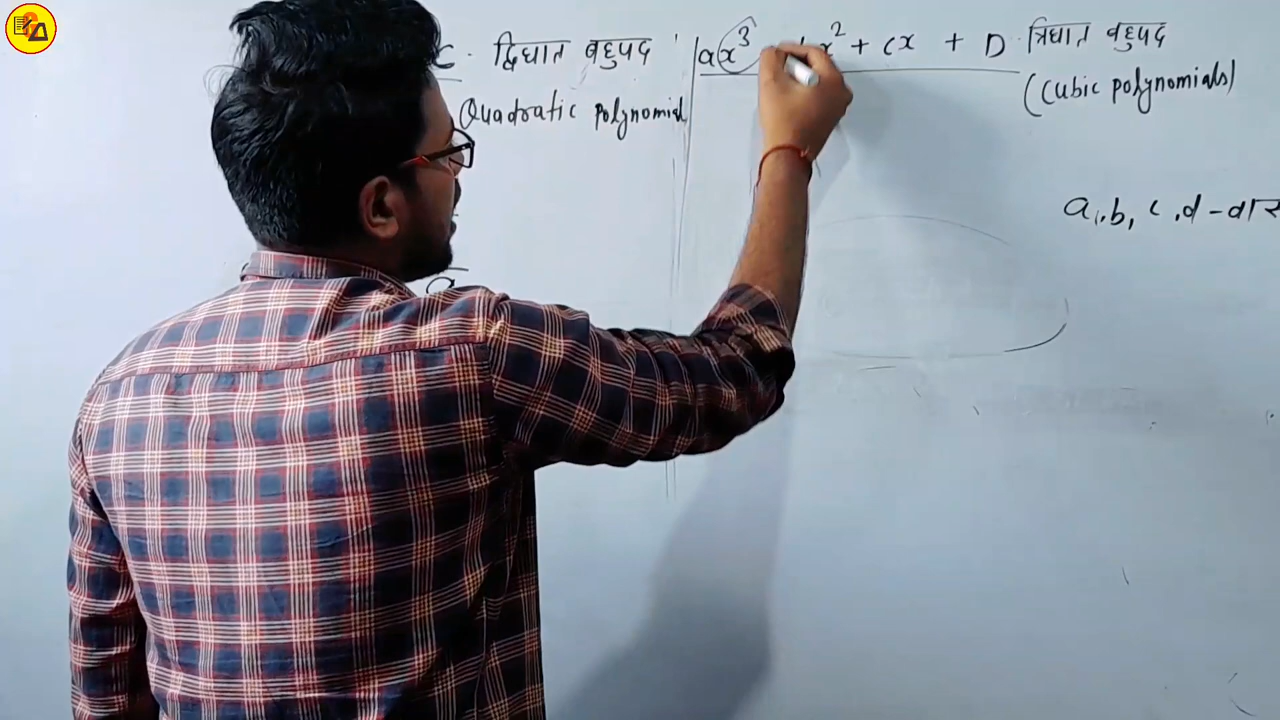 c. द्विघात बहुपद
Quadratic polynomial
ax³ x² + cx + D त्रिघात बहुपद
(Cubic polynomials)
a, b, c, d -